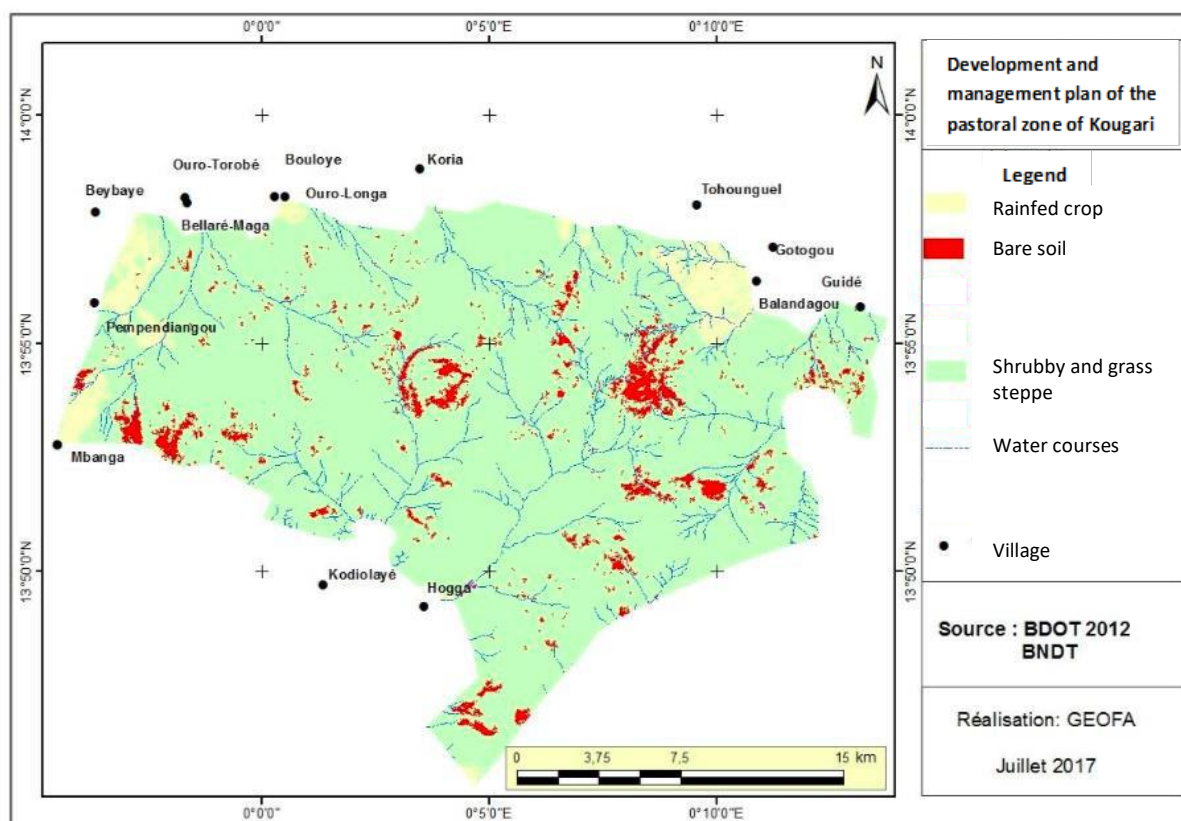 0°0'0"
0°5'0"E
0°10'0"E
N
14°0'0"N
14°0'0"N
Ouro-Torobé
Bouloye
Koria
Beybaye
Ouro-Longa
Tohounguel
Bellaré-Maga
Gotogou
Guidé
Balandagou
Pempendiangou
13°55'0"N
13°55'0"N
Mbanga
Kodiolayé
Hogga
13°50'0"N
13°50'0"N
0 3,75 7,5 15 km
0°0'0"
0°5'0"E
0°10'0"E
Development and
management plan of the
pastoral zone of Kougari
Legend
Rainfed crop
Bare soil
Shrubby and grass
steppe
Water courses
Village
Source : BDOT 2012
BNDT
Réalisation: GEOFA
Juillet 2017